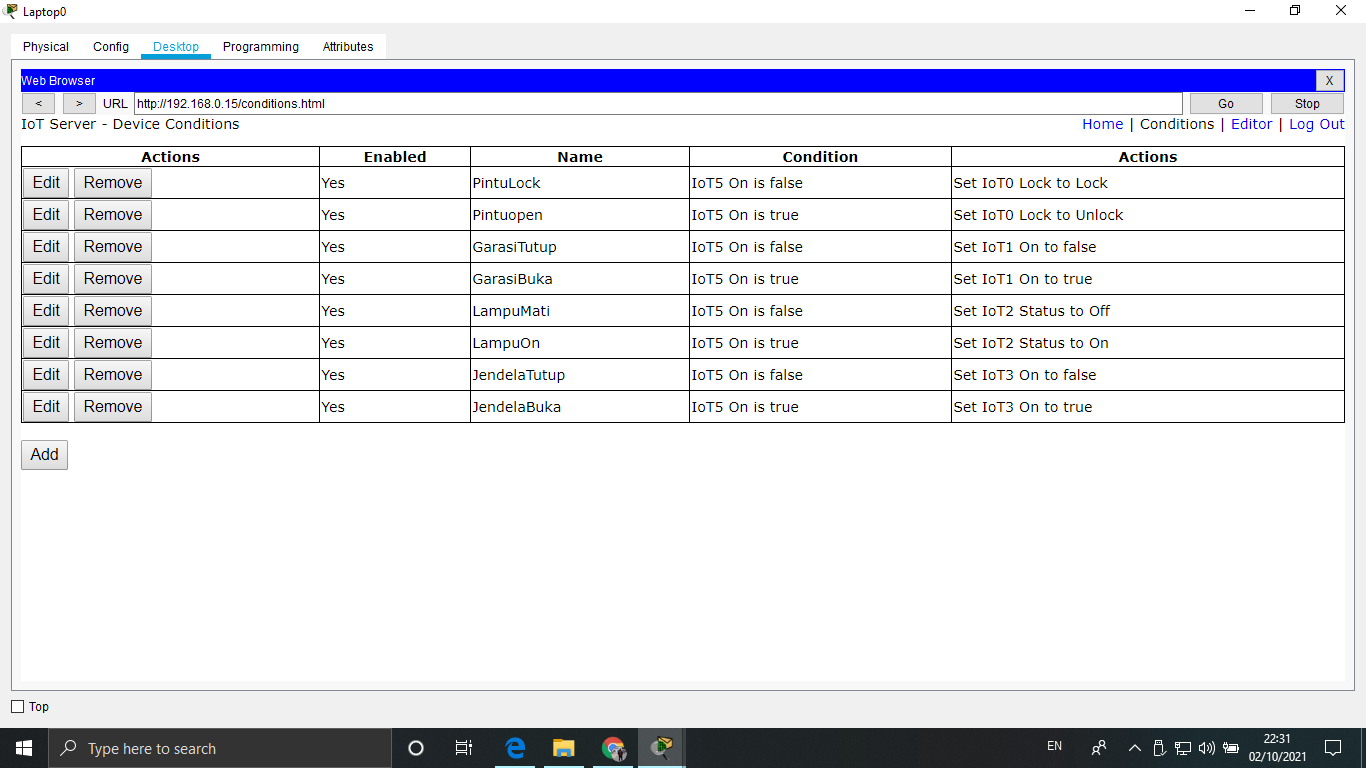 Laptop0
Physical Config Desktop Programming Attributes
Web Browser X
< > URL http://192.168.0.15/conditions.html Go Stop
IoT Server - Device Conditions Home | Conditions | Editor | Log Out
Actions Enabled Name Condition Actions
Edit Remove Yes PintuLock IoT5 On is false Set IoT0 Lock to Lock
Edit Remove Yes Pintuopen IoT5 On is true Set IoT0 Lock to Unlock
Edit Remove Yes GarasiTutup IoT5 On is false Set IoT1 On to false
Edit Remove Yes GarasiBuka IoT5 On is true Set IoT1 On to true
Edit Remove Yes LampuMati IoT5 On is false Set IoT2 Status to Off
Edit Remove Yes LampuOn IoT5 On is true Set IoT2 Status to On
Edit Remove Yes JendelaTutup IoT5 On is false Set IoT3 On to false
Edit Remove Yes JendelaBuka IoT5 On is true Set IoT3 On to true
Add
Top
Type here to search
EN
22:31
02/10/2021